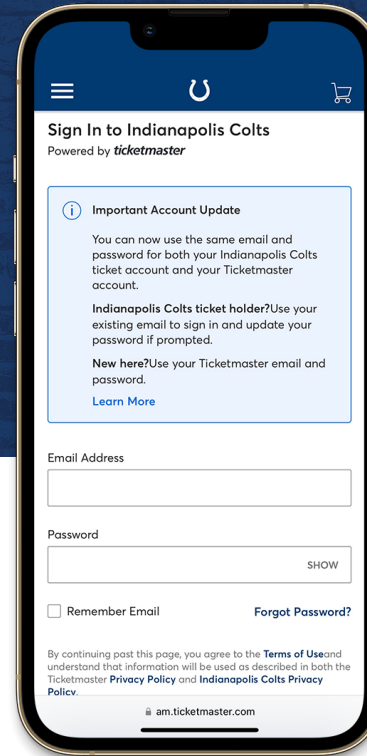 Sign In to Indianapolis Colts
Powered by ticketmaster
Important Account Update
You can now use the same email and
password for both your Indianapolis Colts
ticket account and your Ticketmaster
account.
Indianapolis Colts ticket holder?Use your
existing email to sign in and update your
password if prompted.
New here?Use your Ticketmaster email and
password.
Learn More
Email Address
Password
SHOW
Remember Email Forgot Password?
By continuing past this page, you agree to the Terms of Useand
understand that information will be used as described in both the
Ticketmaster Privacy Policy and Indianapolis Colts Privacy
Policy.
am.ticketmaster.com